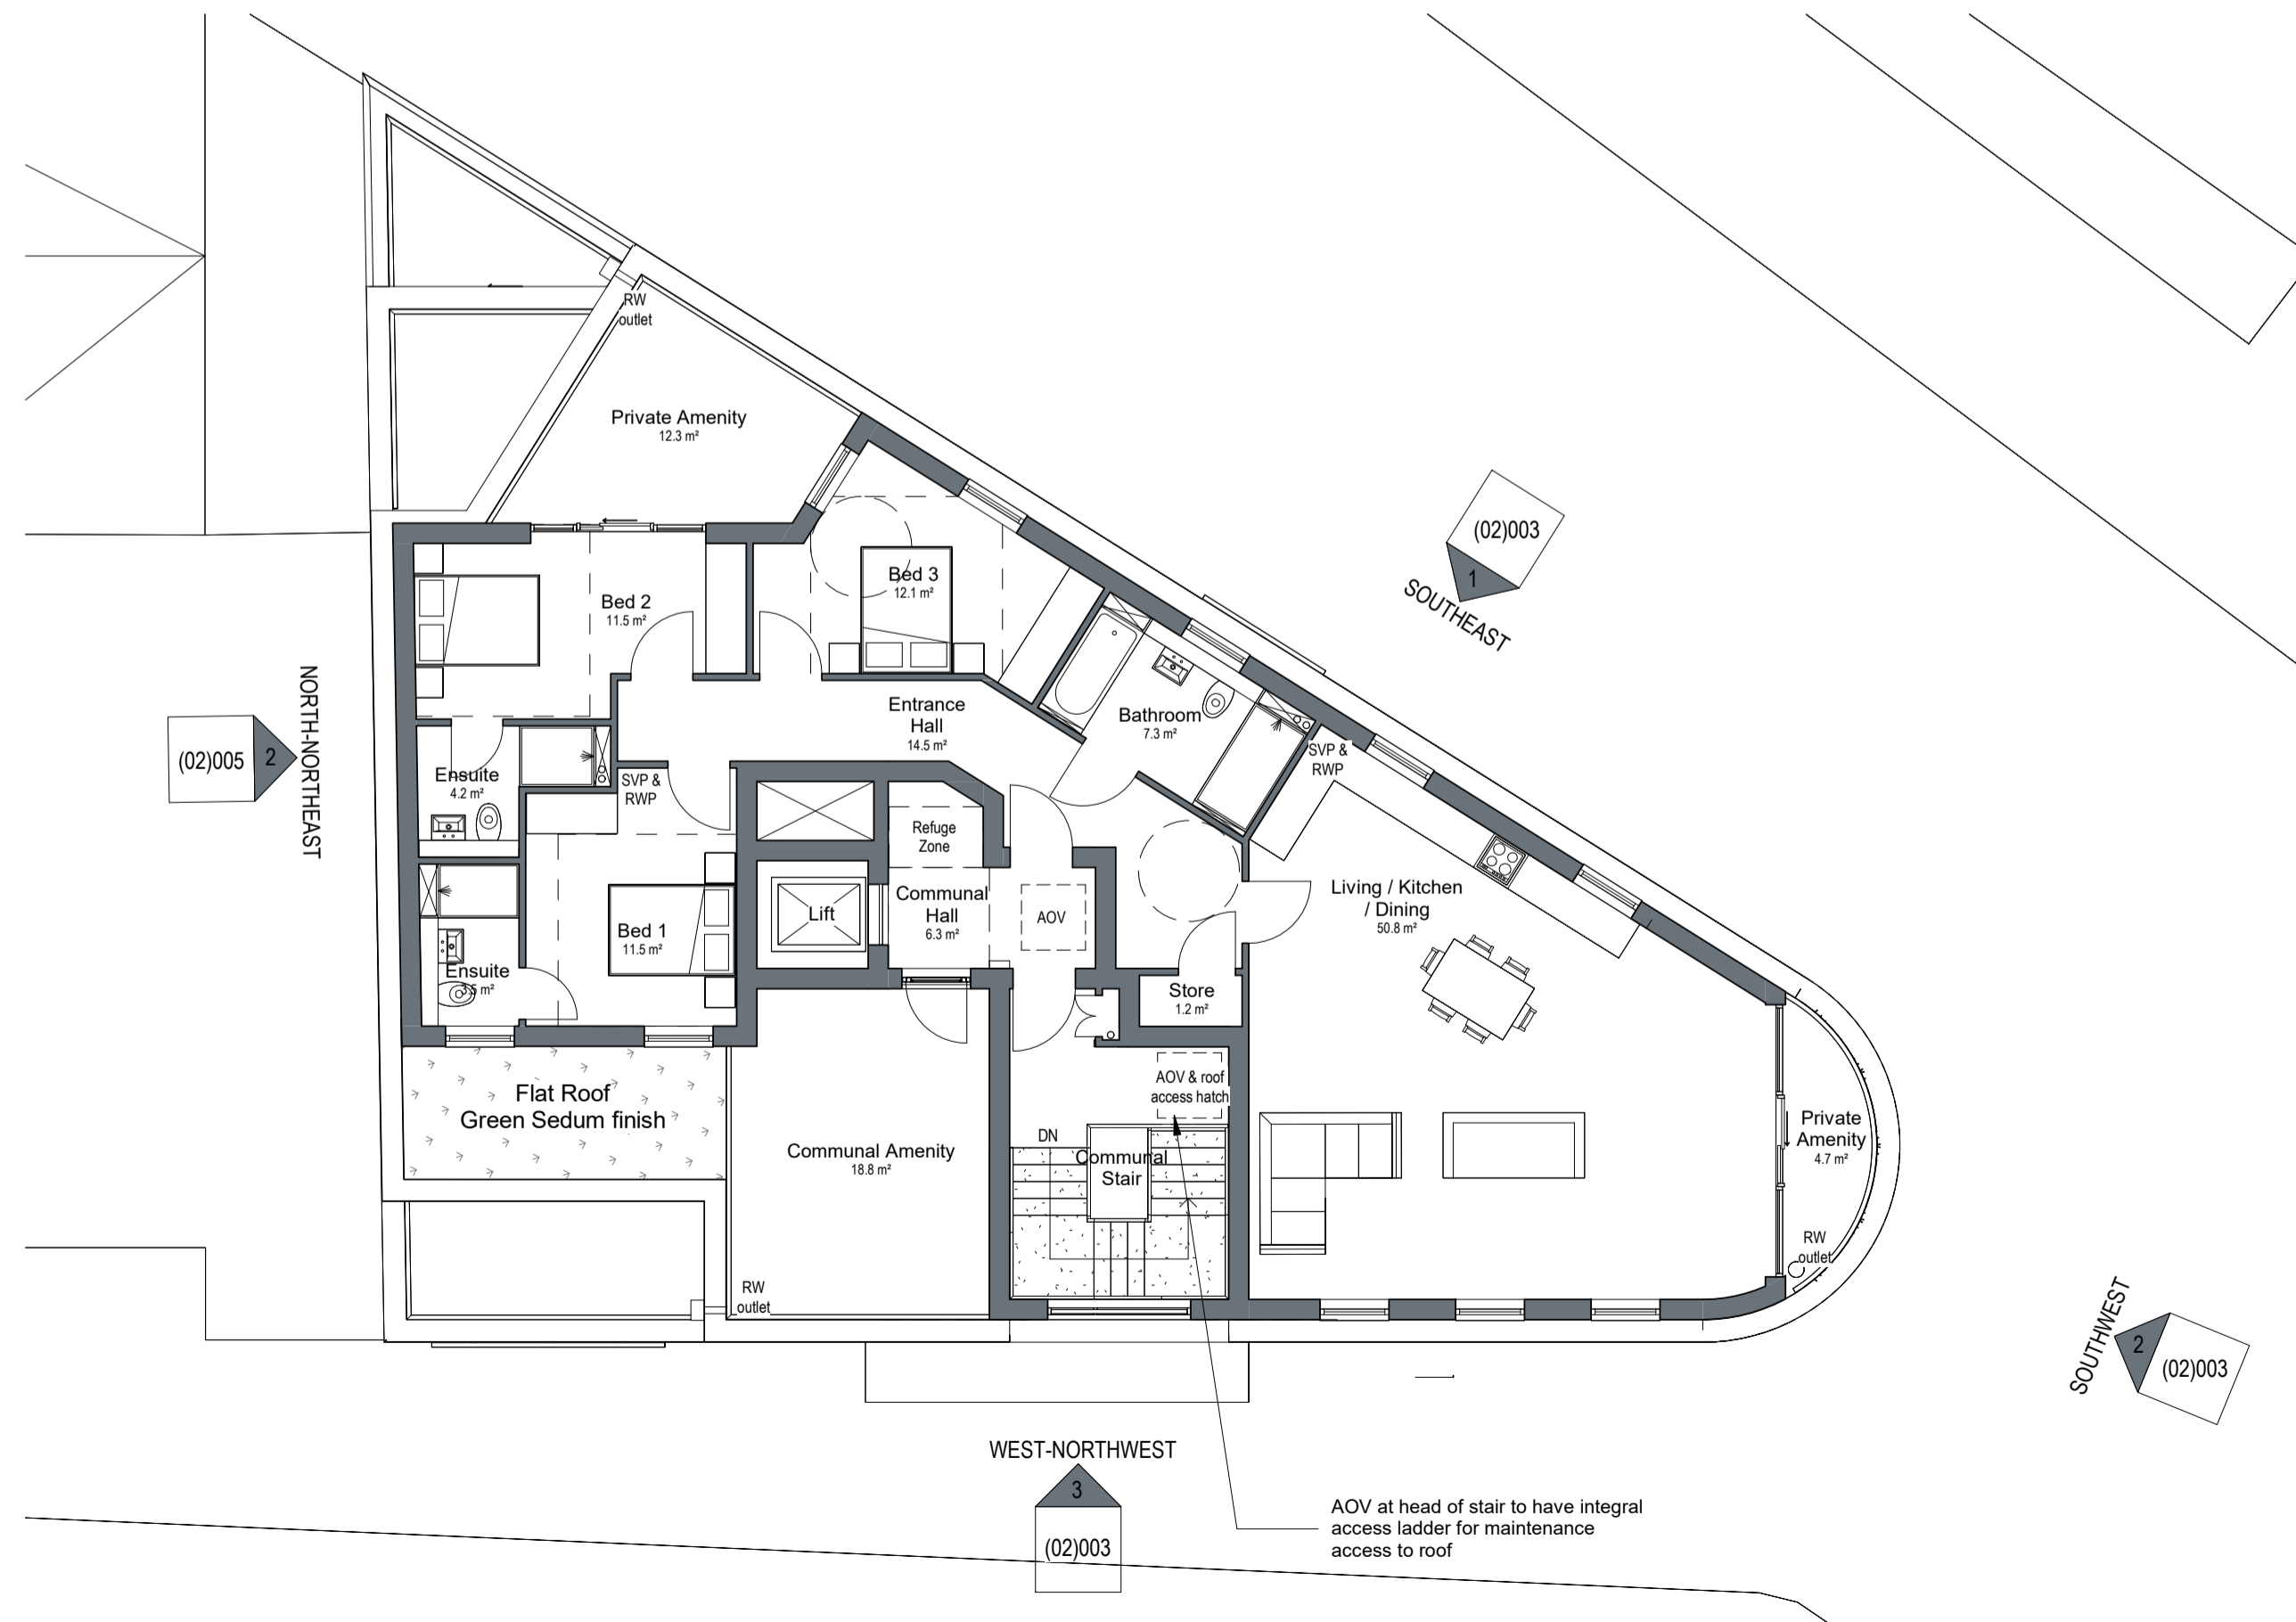 RW
outlet
Private Amenity
12.3 m²
(02)003
1
SOUTHEAST
Bed 3
12.1 m²
Bed 2
11.5 m²
NORTH-NORTHEAST
(02)005
2
Entrance
Hall
14.5 m²
Bathroom
7.3 m²
SVP &
RWP
Ensuite
4.2 m²
SVP &
RWP
Refuge
Zone
Lift
Communal
Hall
6.3 m²
AOV
Living / Kitchen
/ Dining
50.8 m²
Bed 1
11.5 m²
Ensuite
3.5 m²
Store
1.2 m²
Flat Roof
Green Sedum finish
AOV & roof
access hatch
DN
Communal
Stair
Communal Amenity
18.8 m²
Private
Amenity
4.7 m²
RW
outlet
RW
outlet
SOUTHWEST
2
(02)003
WEST-NORTHWEST
3
(02)003
AOV at head of stair to have integral
access ladder for maintenance
access to roof